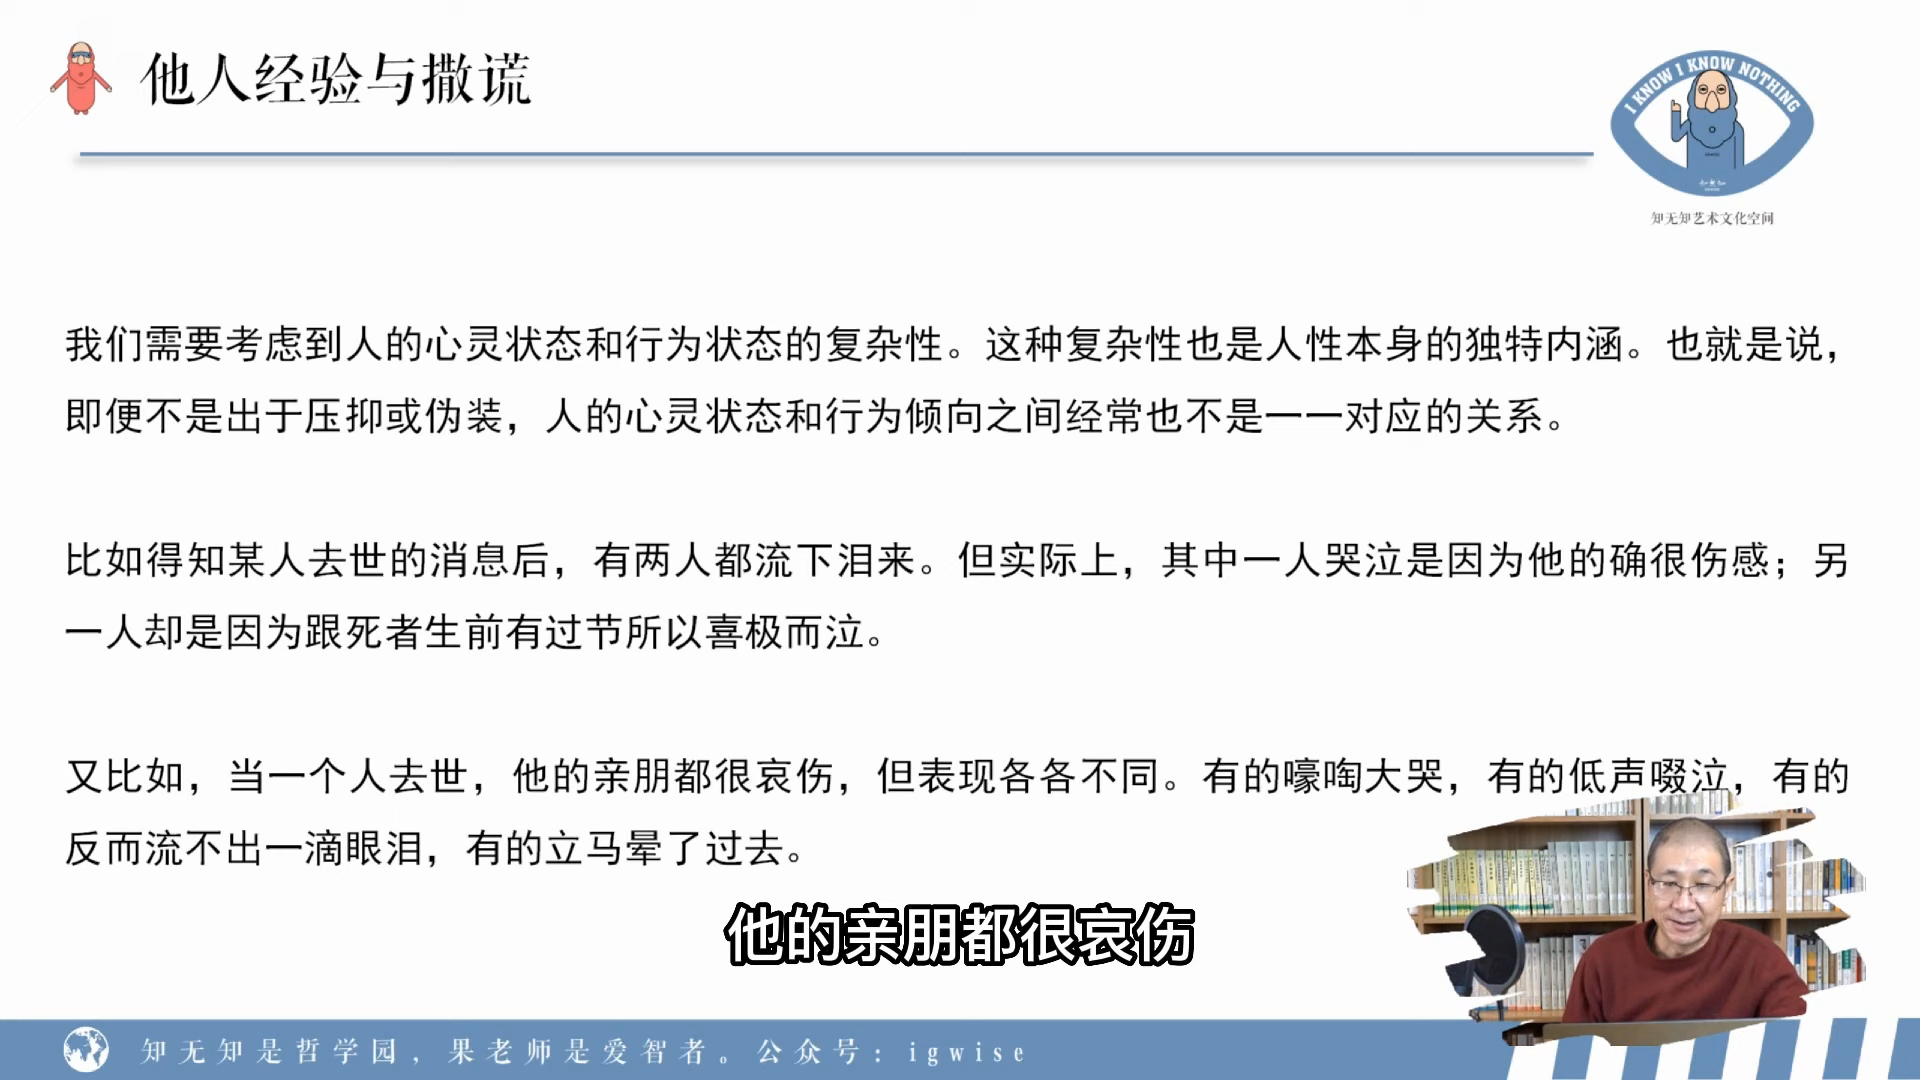 他人经验与撒谎
I KNOW I KNOW NOTHING
知无知艺术文化空间
我们需要考虑到人的心灵状态和行为状态的复杂性。这种复杂性也是人性本身的独特内涵。也就是说，
即便不是出于压抑或伪装，人的心灵状态和行为倾向之间经常也不是一一对应的关系。
比如得知某人去世的消息后，有两人都流下泪来。但实际上，其中一人哭泣是因为他的确很伤感；另
一人却是因为跟死者生前有过节所以喜极而泣。
又比如，当一个人去世，他的亲朋都很哀伤，但表现各各不同。有的嚎啕大哭，有的低声啜泣，有的
反而流不出一滴眼泪，有的立马晕了过去。
他的亲朋都很哀伤
知无知是哲学园，果老师是爱智者。公众号：igwise